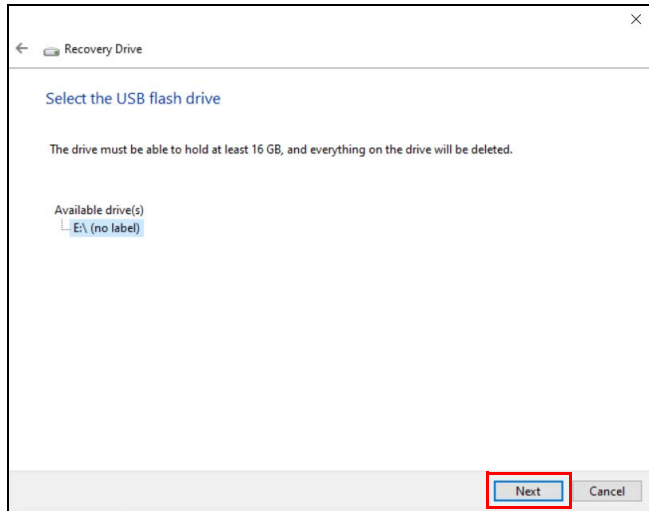 Recovery Drive
Select the USB flash drive
The drive must be able to hold at least 16 GB, and everything on the drive will be deleted.
Available drive(s)
E:\ (no label)
Next Cancel